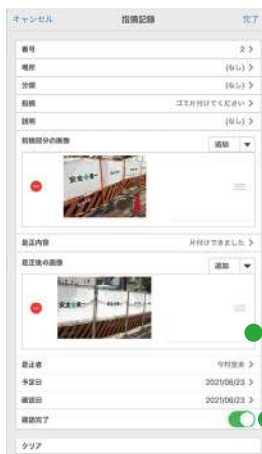 キャンセル 指摘記録 完了
番号 2 >
場所 (なし) >
分類 (なし) >
指摘 ゴミ片付けてください >
説明 (なし) >
指摘部分の画像 追加 ▼
安全第一
是正内容 片付けできました >
是正後の画像 追加 ▼
安全第一
是正者 今村 >
予定日 2021/06/23 >
確認日 2021/06/23 >
確認完了
クリア